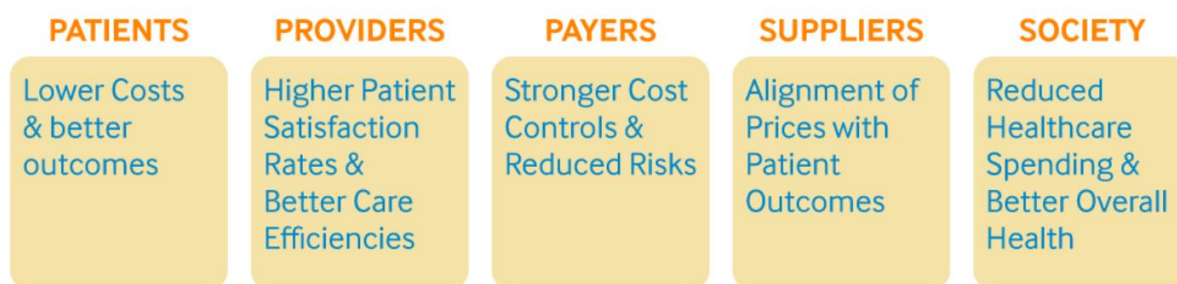 PATIENTS
Lower Costs
& better
outcomes
PROVIDERS
Higher Patient
Satisfaction
Rates &
Better Care
Efficiencies
PAYERS
Stronger Cost
Controls &
Reduced Risks
SUPPLIERS
Alignment of
Prices with
Patient
Outcomes
SOCIETY
Reduced
Healthcare
Spending &
Better Overall
Health